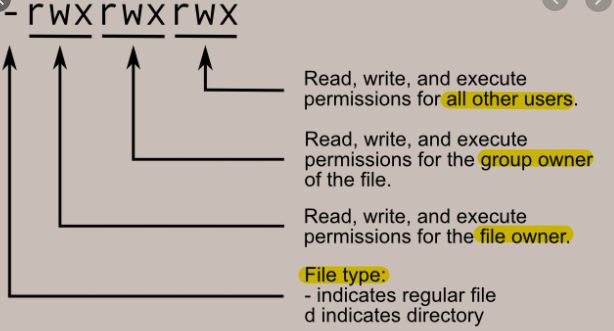 -rwxrwxrwx
Read, write, and execute
permissions for all other users.
Read, write, and execute
permissions for the group owner
of the file.
Read, write, and execute
permissions for the file owner.
File type:
- indicates regular file
d indicates directory